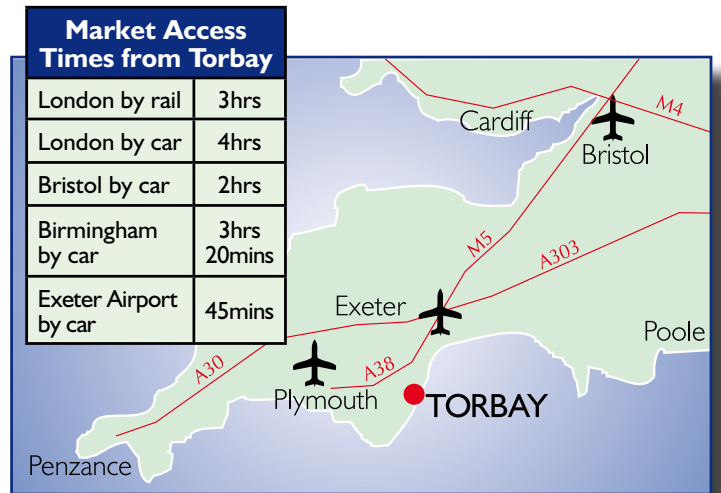 Market Access
Times from Torbay
London by rail 3hrs
London by car 4hrs
Bristol by car 2hrs
Birmingham 3hrs
by car 20mins
Exeter Airport 45mins
by car
Cardiff
M4
Bristol
M5
A303
Exeter
Poole
A30
A38
Plymouth
TORBAY
Penzance